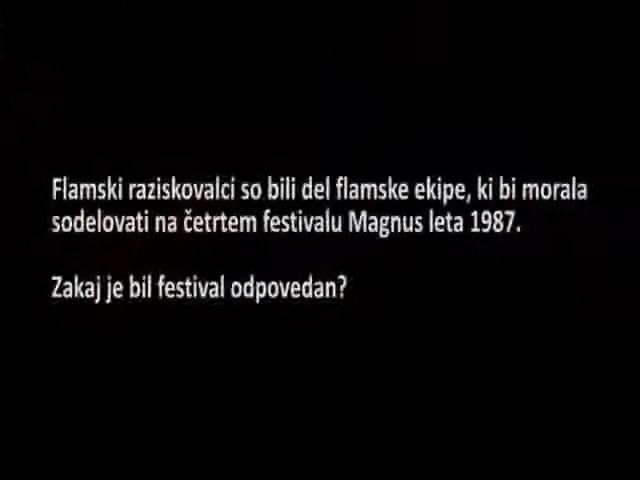 Flamski raziskovalci so bili del flamske ekipe, ki bi morala
sodelovati na četrtem festivalu Magnus leta 1987.
Zakaj je bil festival odpovedan?